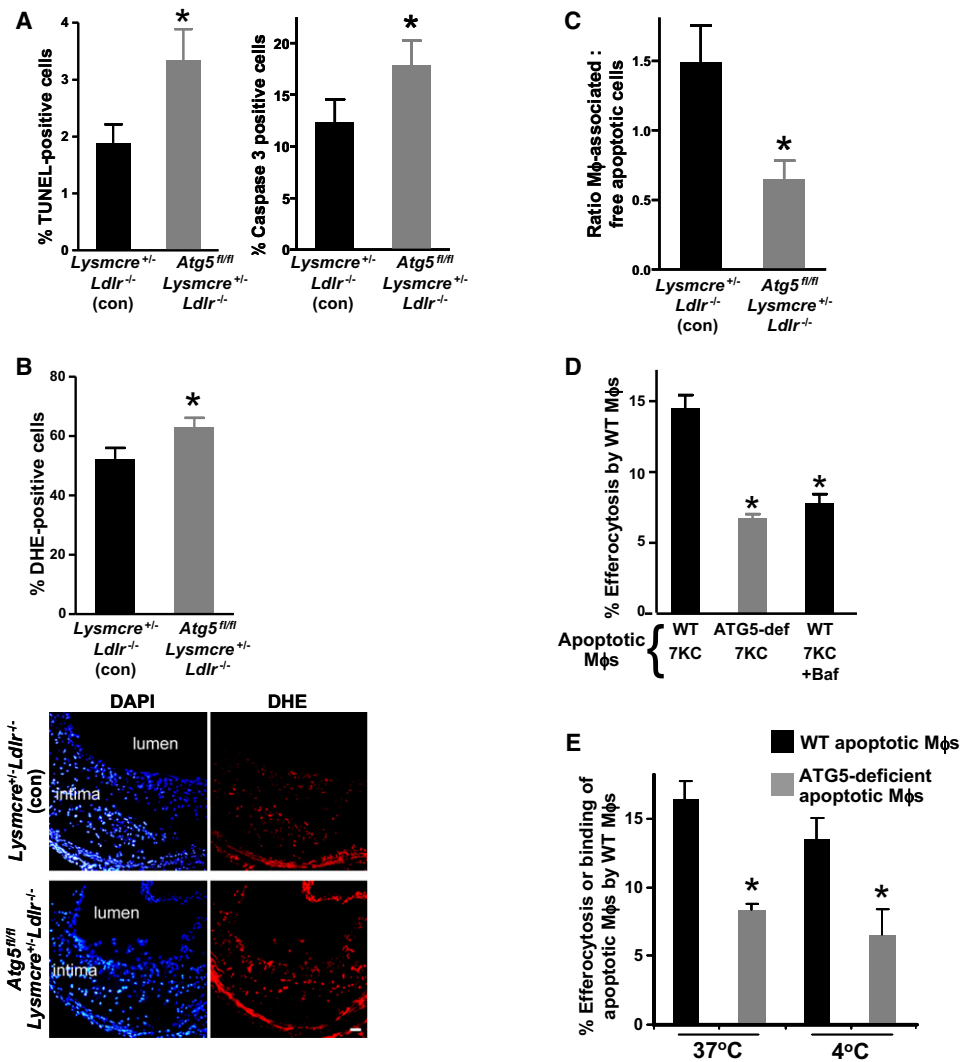 A
% TUNEL-positive cells
4
3
2
1
0
*
Lysmcre+/-
Ldlr-/-
(con)
Atg5fl/fl
Lysmcre+/-
Ldlr-/-
% Caspase 3 positive cells
20
15
10
5
0
*
Lysmcre+/-
Ldlr-/-
(con)
Atg5fl/fl
Lysmcre+/-
Ldlr-/-
B
% DHE-positive cells
80
60
40
20
0
*
Lysmcre+/-
Ldlr-/-
(con)
Atg5fl/fl
Lysmcre+/-
Ldlr-/-
DAPI
DHE
Lysmcre+/-Ldlr-/-
(con)
lumen
intima
Atg5fl/fl
Lysmcre+/-Ldlr-/-
lumen
intima
C
Ratio Mϕ-associated :
free apoptotic cells
1.5
1.0
0.5
0.0
*
Lysmcre+/-
Ldlr-/-
(con)
Atg5fl/fl
Lysmcre+/-
Ldlr-/-
D
% Efferocytosis by WT Mϕs
15
10
5
0
*
*
Apoptotic
Mϕs
{
WT
7KC
ATG5-def
7KC
WT
7KC
+Baf
E
WT apoptotic Mϕs
ATG5-deficient
apoptotic Mϕs
% Efferocytosis or binding of
apoptotic Mϕs by WT Mϕs
15
10
5
0
*
*
37ºC
4ºC